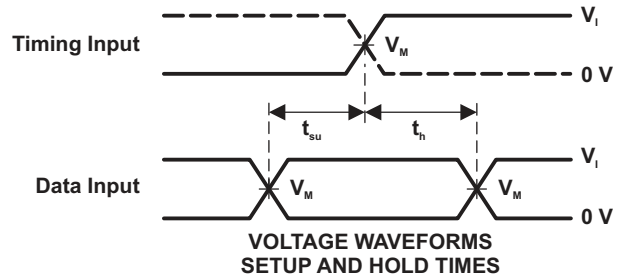 V_I
Timing Input
V_M
0 V
t_su
t_h
V_I
Data Input
V_M
V_M
0 V
VOLTAGE WAVEFORMS
SETUP AND HOLD TIMES